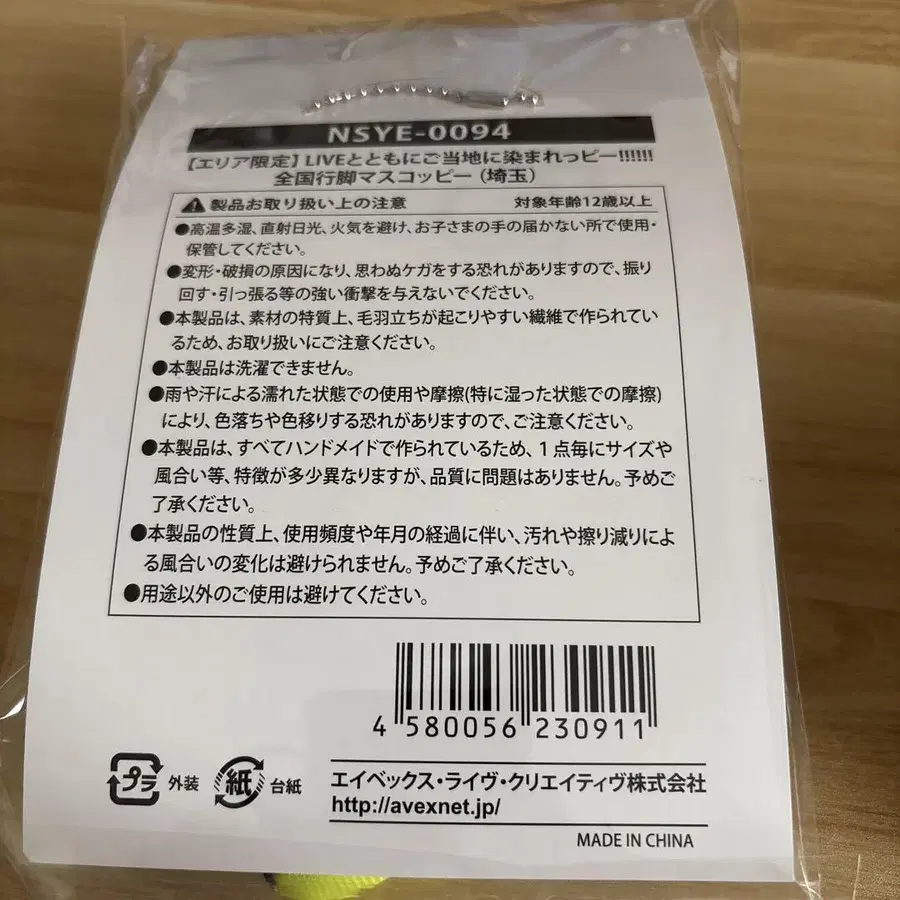 NSYE-0094
【エリア限定】LIVEとともにご当地に染まれっピー!!!!!!
全国行脚マスコッピー(埼玉)
製品お取り扱い上の注意 対象年齢12歳以上
●高温多湿、直射日光、火気を避け、お子さまの手の届かない所で使用・
保管してください。
●変形・破損の原因になり、思わぬケガをする恐れがありますので、振り
回す・引っ張る等の強い衝撃を与えないでください。
●本製品は、素材の特質上、毛羽立ちが起こりやすい繊維で作られてい
るため、お取り扱いにご注意ください。
●本製品は洗濯できません。
●雨や汗による濡れた状態での使用や摩擦(特に湿った状態での摩擦)
により、色落ちや色移りする恐れがありますので、ご注意ください。
●本製品は、すべてハンドメイドで作られているため、1点毎にサイズや
風合い等、特徴が多少異なりますが、品質に問題はありません。予めご
了承ください。
●本製品の性質上、使用頻度や年月の経過に伴い、汚れや擦り減りによ
る風合いの変化は避けられません。予めご了承ください。
●用途以外のご使用は避けてください。
4 580056 230911
プラ 外装 紙 台紙
エイベックス・ライヴ・クリエイティヴ株式会社
http://avexnet.jp/
MADE IN CHINA